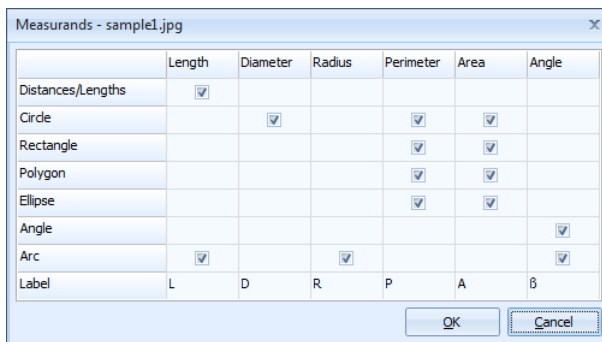 Measurands - sample1.jpg
Length Diameter Radius Perimeter Area Angle
Distances/Lengths
Circle
Rectangle
Polygon
Ellipse
Angle
Arc
Label L D R P A ß
OK Cancel